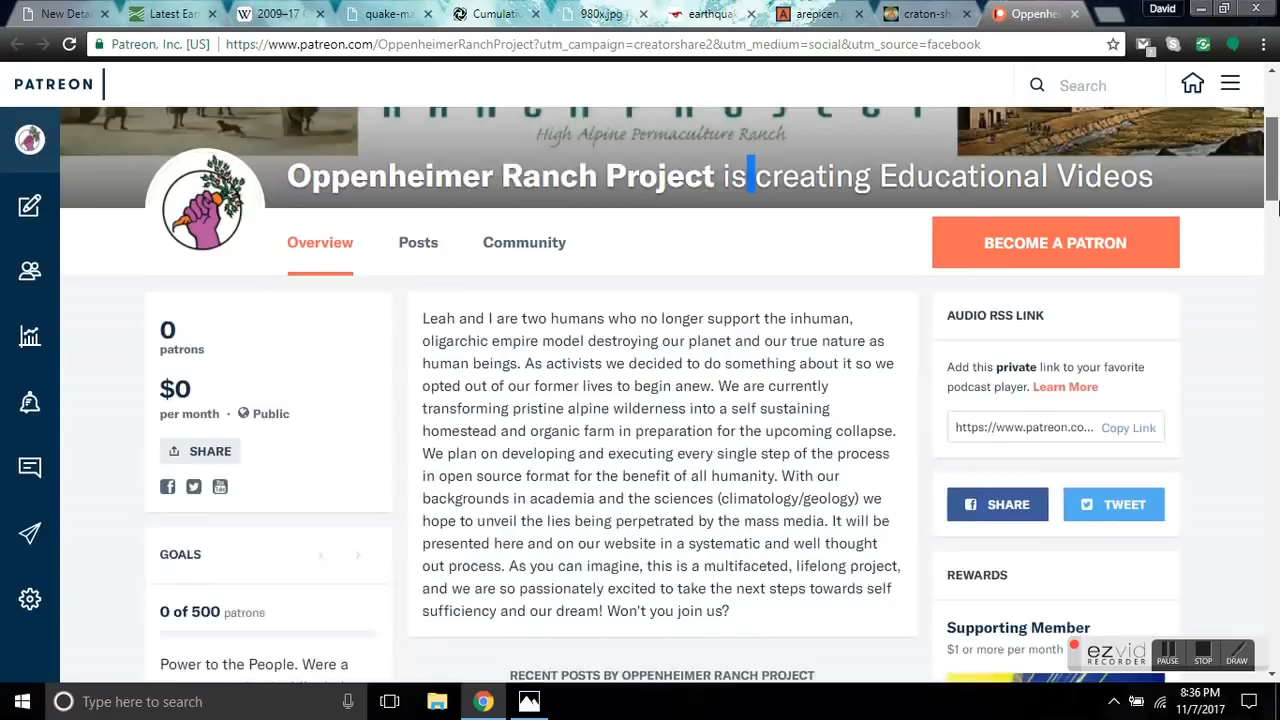 New Deta
Latest Ear
2009–17 O
quake-ma
Cumulati
980x.jpg
earthqua
arepicen.j
craton-sh
Oppenhe
David
Patreon, Inc. [US]
https://www.patreon.com/OppenheimerRanchProject?utm_campaign=creatorshare2&utm_medium=social&utm_source=facebook
PATREON
Search
High Alpine Permaculture Ranch
Oppenheimer Ranch Project is creating Educational Videos
Overview
Posts
Community
BECOME A PATRON
0
patrons
$0
per month · Public
SHARE
GOALS
0 of 500 patrons
Power to the People. Were a
Leah and I are two humans who no longer support the inhuman,
oligarchic empire model destroying our planet and our true nature as
human beings. As activists we decided to do something about it so we
opted out of our former lives to begin anew. We are currently
transforming pristine alpine wilderness into a self sustaining
homestead and organic farm in preparation for the upcoming collapse.
We plan on developing and executing every single step of the process
in open source format for the benefit of all humanity. With our
backgrounds in academia and the sciences (climatology/geology) we
hope to unveil the lies being perpetrated by the mass media. It will be
presented here and on our website in a systematic and well thought
out process. As you can imagine, this is a multifaceted, lifelong project,
and we are so passionately excited to take the next steps towards self
sufficiency and our dream! Won't you join us?
RECENT POSTS BY OPPENHEIMER RANCH PROJECT
AUDIO RSS LINK
Add this private link to your favorite
podcast player. Learn More
https://www.patreon.co... Copy Link
SHARE
TWEET
REWARDS
Supporting Member
$1 or more per month
ezvid
RECORDER
PAUSE
STOP
DRAW
Type here to search
8:36 PM
11/7/2017